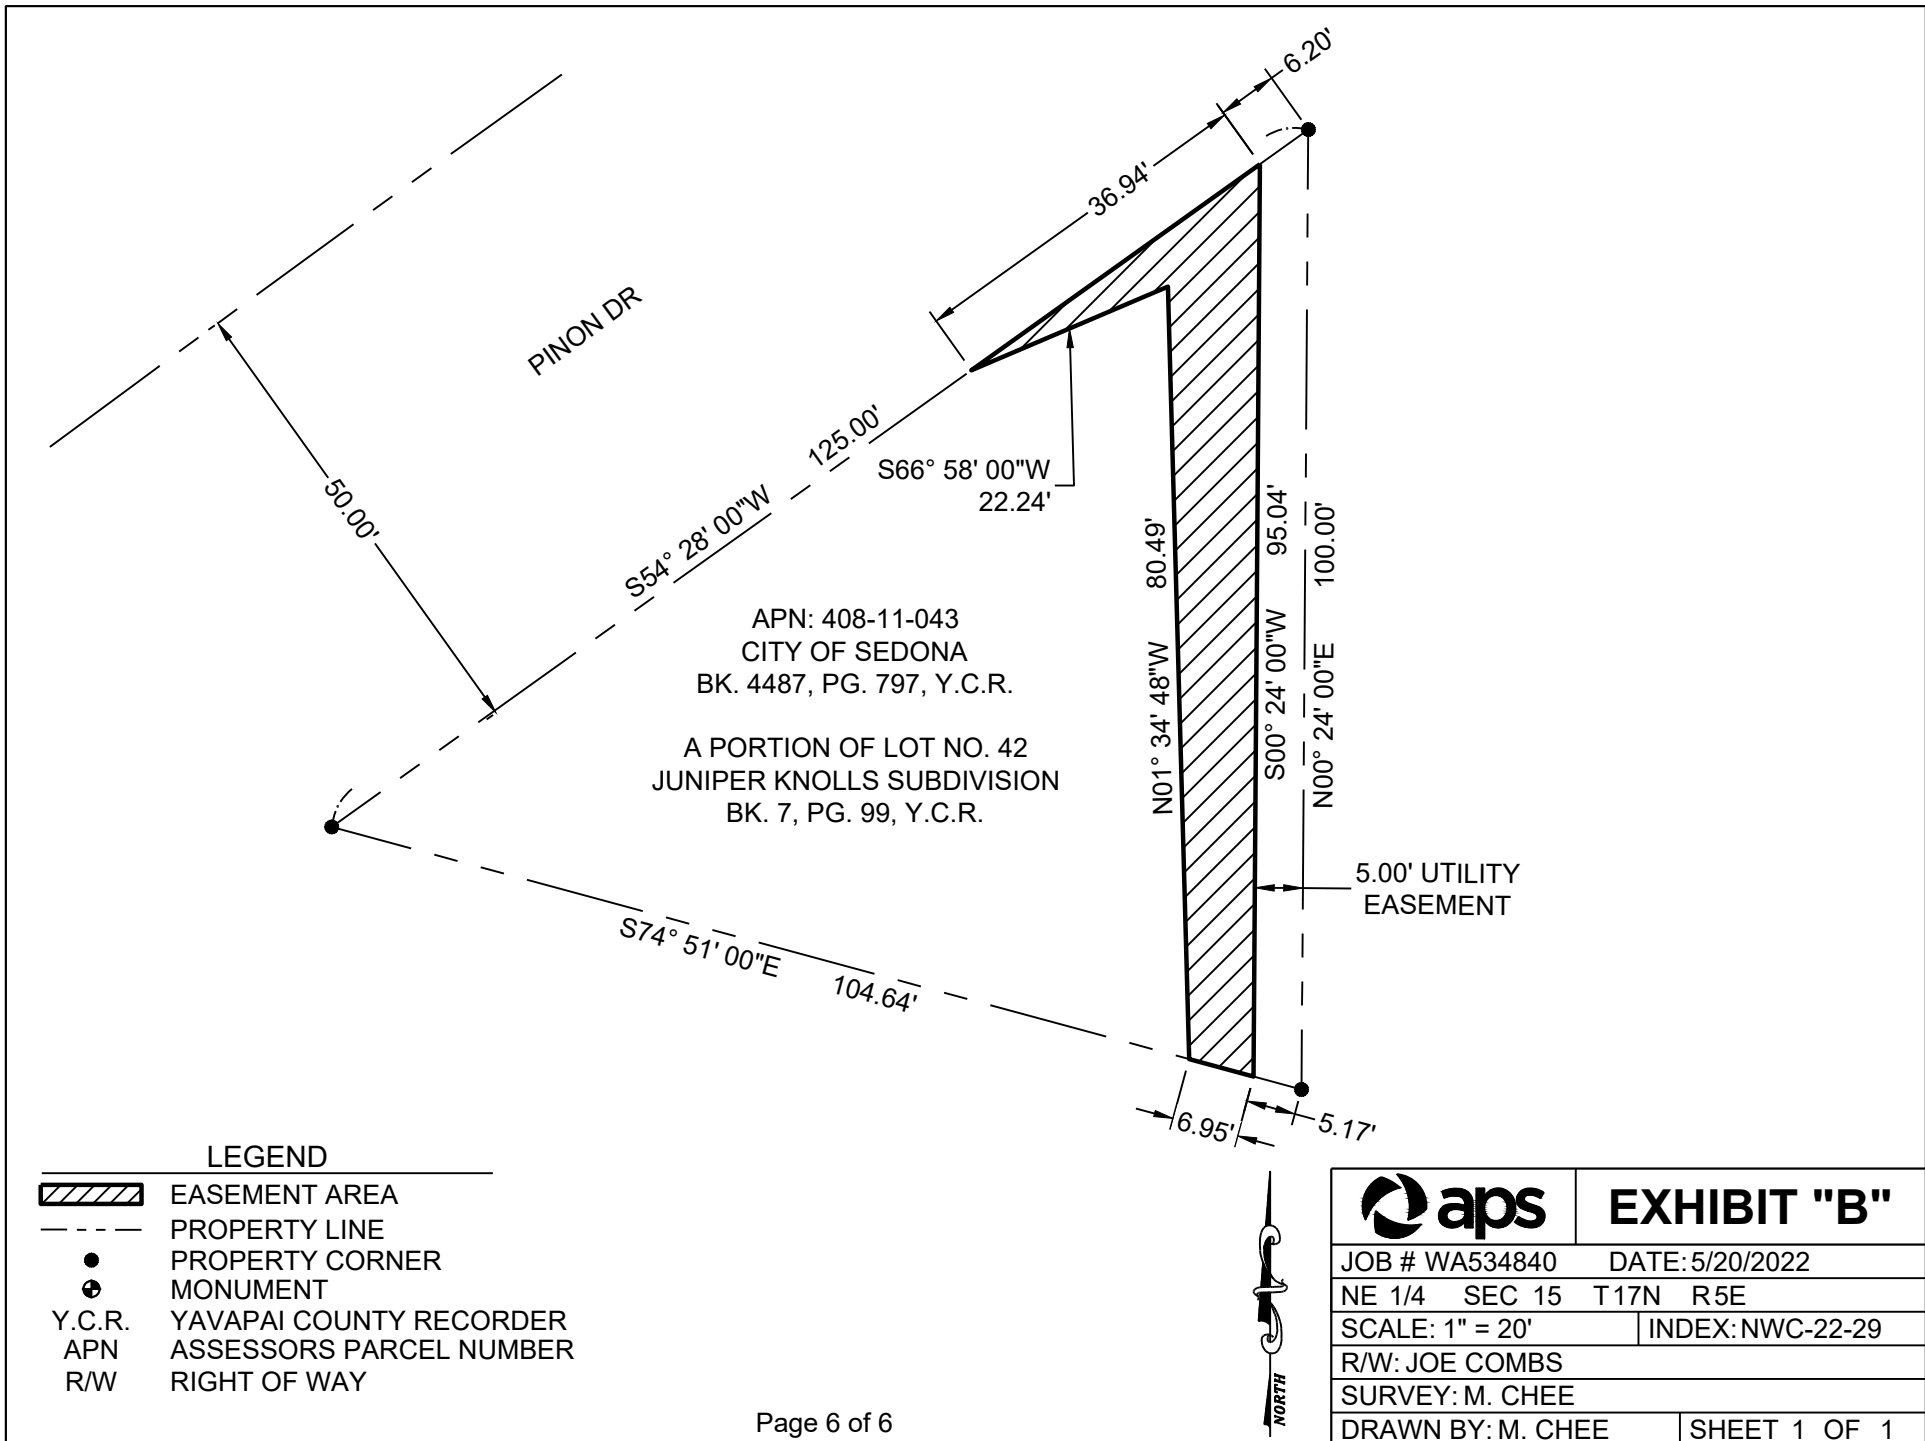 6.20'
36.94'
PINON DR
125.00'
S66° 58' 00"W
22.24'
50.00'
S54° 28' 00"W
80.49'
N01° 34' 48"W
95.04'
S00° 24' 00"W
100.00'
N00° 24' 00"E
APN: 408-11-043
CITY OF SEDONA
BK. 4487, PG. 797, Y.C.R.
A PORTION OF LOT NO. 42
JUNIPER KNOLLS SUBDIVISION
BK. 7, PG. 99, Y.C.R.
5.00' UTILITY
EASEMENT
S74° 51' 00"E
104.64'
6.95'
5.17'
LEGEND
EASEMENT AREA
PROPERTY LINE
PROPERTY CORNER
MONUMENT
Y.C.R. YAVAPAI COUNTY RECORDER
APN ASSESSORS PARCEL NUMBER
R/W RIGHT OF WAY
NORTH
aps EXHIBIT "B"
JOB # WA534840 DATE: 5/20/2022
NE 1/4 SEC 15 T17N R5E
SCALE: 1" = 20' INDEX: NWC-22-29
R/W: JOE COMBS
SURVEY: M. CHEE
DRAWN BY: M. CHEE SHEET 1 OF 1
Page 6 of 6